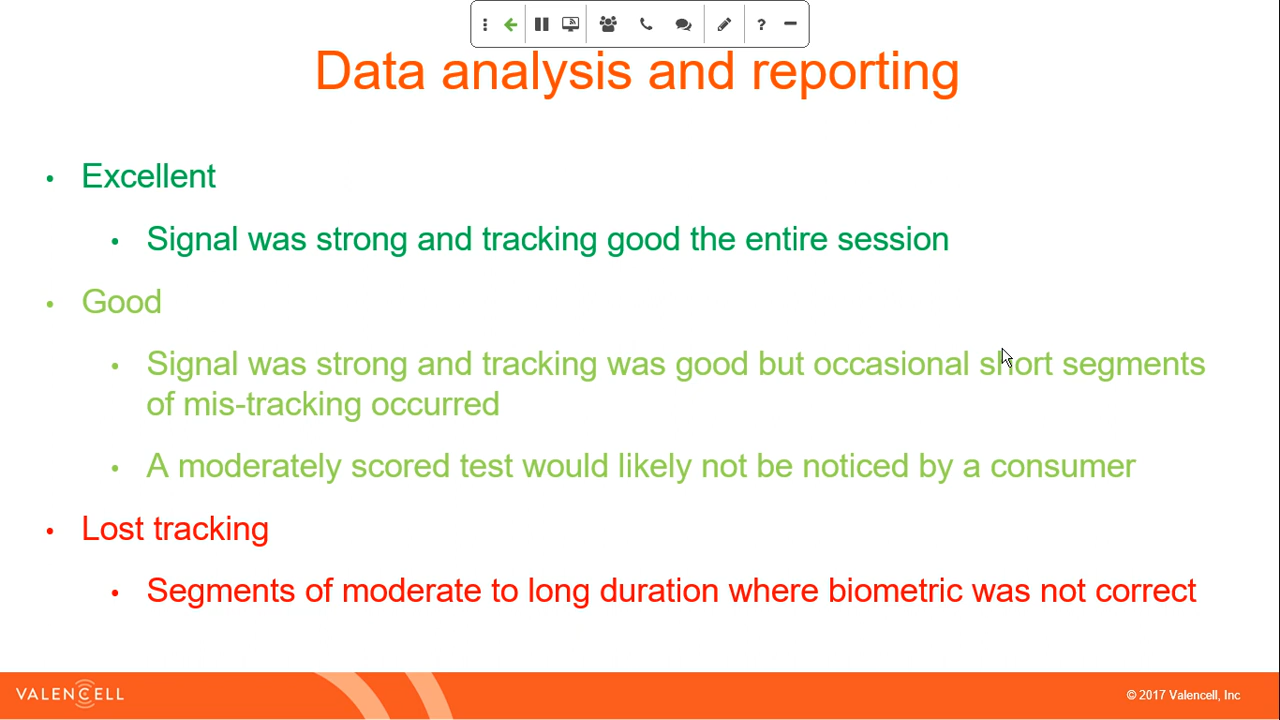 Data analysis and reporting
• Excellent
• Signal was strong and tracking good the entire session
• Good
• Signal was strong and tracking was good but occasional short segments
of mis-tracking occurred
• A moderately scored test would likely not be noticed by a consumer
• Lost tracking
• Segments of moderate to long duration where biometric was not correct
VALENCELL
© 2017 Valencell, Inc